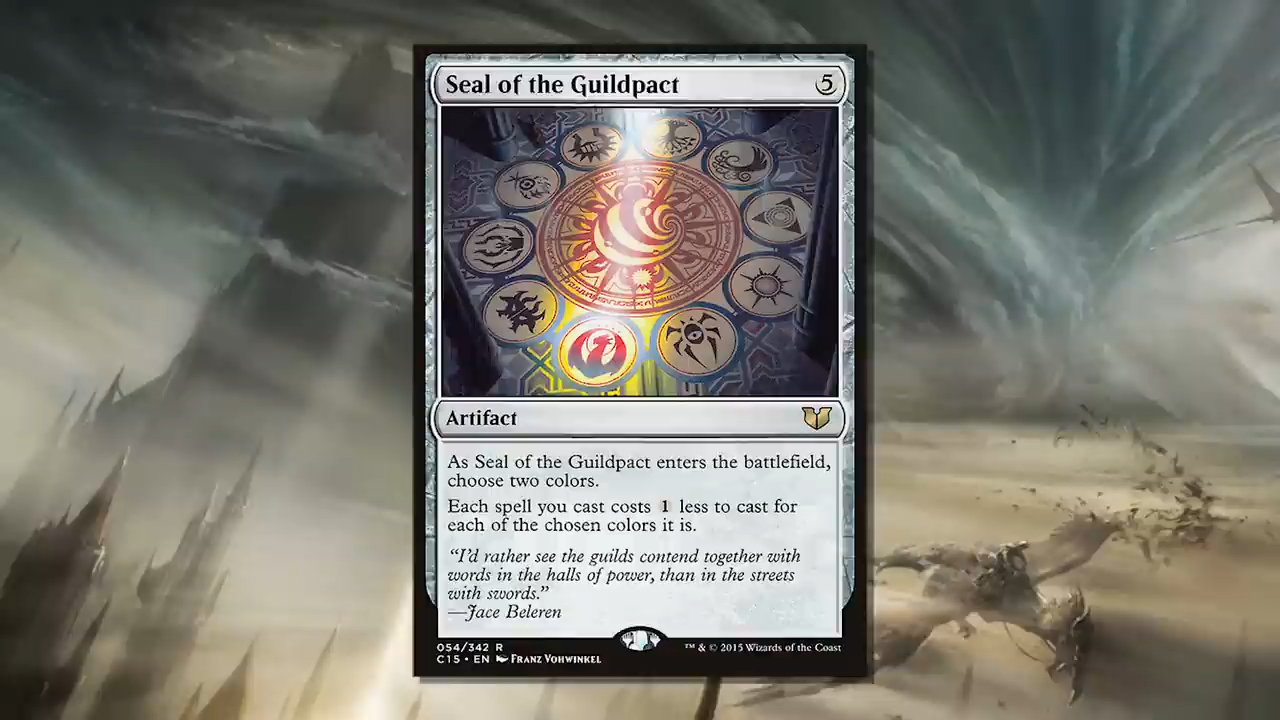 Seal of the Guildpact 5
Artifact
As Seal of the Guildpact enters the battlefield,
choose two colors.
Each spell you cast costs 1 less to cast for
each of the chosen colors it is.
“I’d rather see the guilds contend together with
words in the halls of power, than in the streets
with swords.”
—Jace Beleren
054/342 R
C15 • EN Franz Vohwinkel
™ & © 2015 Wizards of the Coast